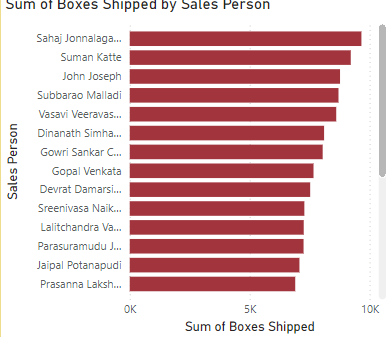 Sum of Boxes Shipped by Sales Person
Sales Person
Sahaj Jonnalaga...
Suman Katte
John Joseph
Subbarao Malladi
Vasavi Veeravas...
Dinanath Simha...
Gowri Sankar C...
Gopal Venkata
Devrat Damarsi...
Sreenivasa Naik...
Lalitchandra Va...
Parasuramudu J...
Jaipal Potanapudi
Prasanna Laksh...
0K 5K 10K
Sum of Boxes Shipped